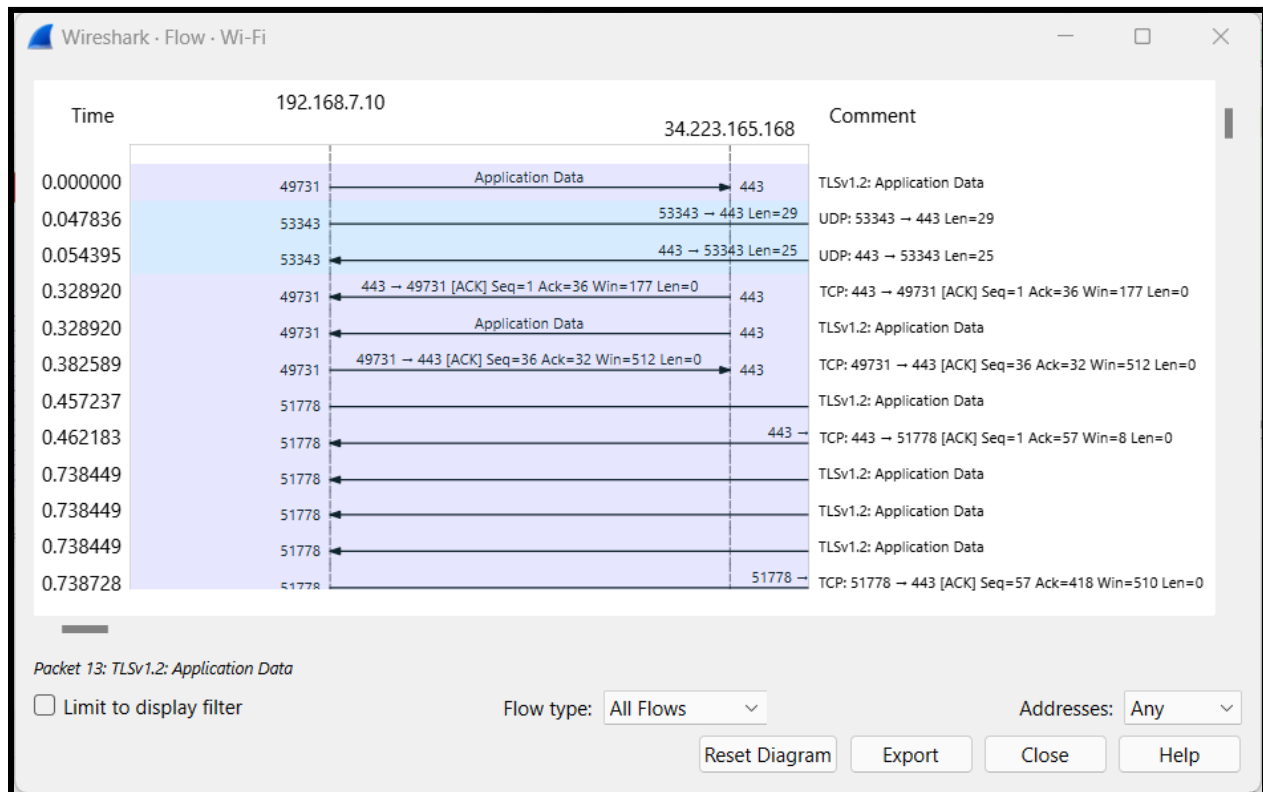 Wireshark · Flow · Wi-Fi
Time 192.168.7.10 34.223.165.168 Comment
0.000000 49731 Application Data 443 TLSv1.2: Application Data
0.047836 53343 53343 → 443 Len=29 UDP: 53343 → 443 Len=29
0.054395 53343 443 → 53343 Len=25 UDP: 443 → 53343 Len=25
0.328920 49731 443 → 49731 [ACK] Seq=1 Ack=36 Win=177 Len=0 443 TCP: 443 → 49731 [ACK] Seq=1 Ack=36 Win=177 Len=0
0.328920 49731 Application Data 443 TLSv1.2: Application Data
0.382589 49731 49731 → 443 [ACK] Seq=36 Ack=32 Win=512 Len=0 443 TCP: 49731 → 443 [ACK] Seq=36 Ack=32 Win=512 Len=0
0.457237 51778 TLSv1.2: Application Data
0.462183 51778 443 → TCP: 443 → 51778 [ACK] Seq=1 Ack=57 Win=8 Len=0
0.738449 51778 TLSv1.2: Application Data
0.738449 51778 TLSv1.2: Application Data
0.738449 51778 TLSv1.2: Application Data
0.738728 51778 51778 → TCP: 51778 → 443 [ACK] Seq=57 Ack=418 Win=510 Len=0
Packet 13: TLSv1.2: Application Data
Limit to display filter Flow type: All Flows Addresses: Any
Reset Diagram Export Close Help